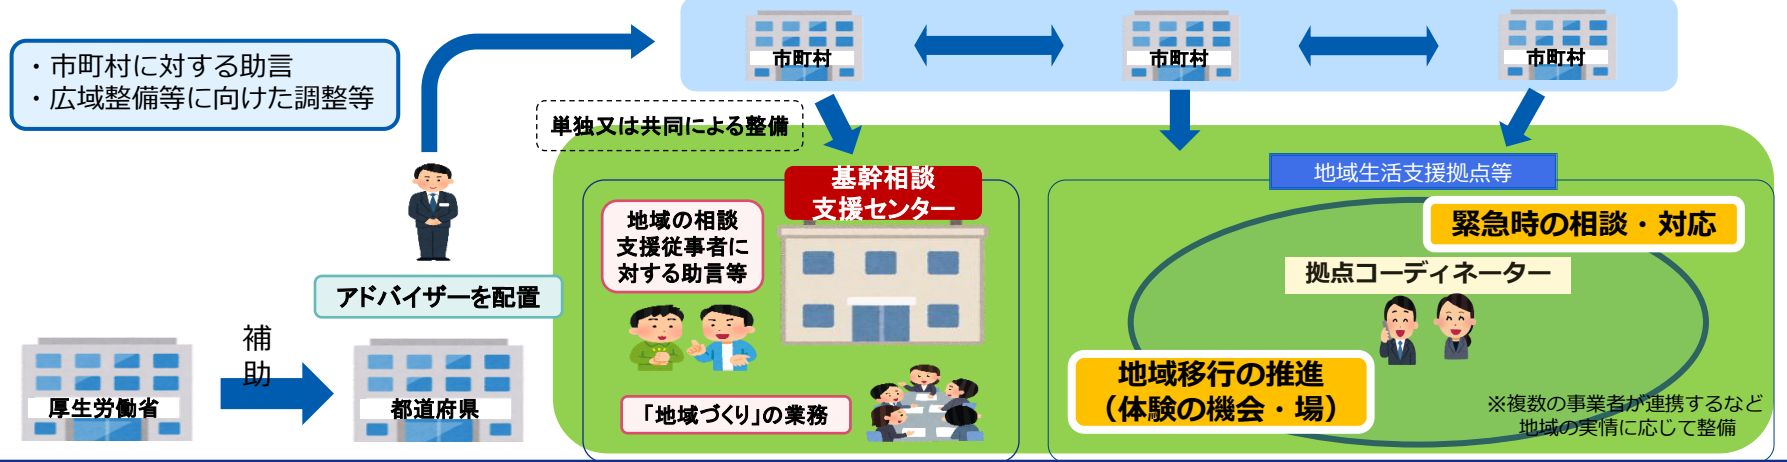 ・市町村に対する助言
・広域整備等に向けた調整等
市町村
市町村
市町村
単独又は共同による整備
アドバイザーを配置
厚生労働省
補
助
都道府県
基幹相談
支援センター
地域の相談
支援従事者に
対する助言等
「地域づくり」の業務
地域生活支援拠点等
緊急時の相談・対応
拠点コーディネーター
地域移行の推進
（体験の機会・場）
※複数の事業者が連携するなど
地域の実情に応じて整備